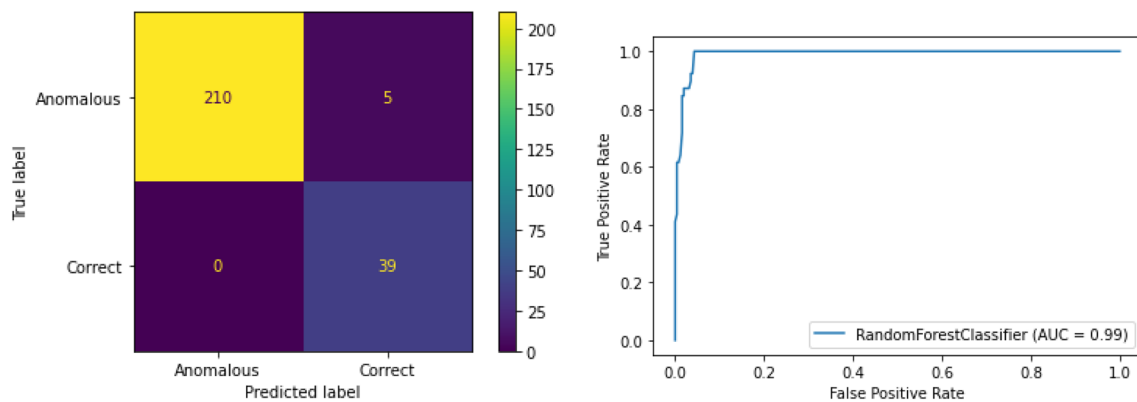 Anomalous
Correct
True label
210
5
0
39
Anomalous
Correct
Predicted label
200
175
150
125
100
75
50
25
0
1.0
0.8
0.6
0.4
0.2
0.0
True Positive Rate
RandomForestClassifier (AUC = 0.99)
0.0
0.2
0.4
0.6
0.8
1.0
False Positive Rate